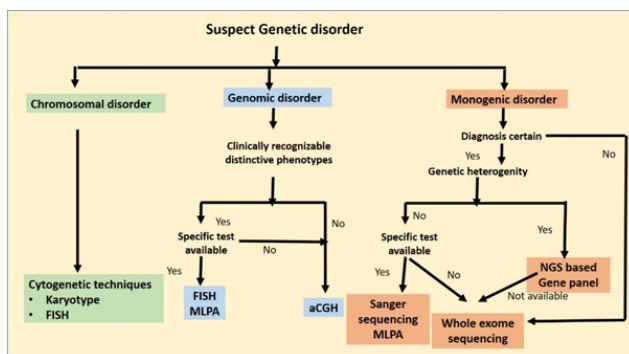 Suspect Genetic disorder
Chromosomal disorder
Genomic disorder
Monogenic disorder
Clinically recognizable
distinctive phenotypes
Diagnosis certain
Yes
No
Genetic heterogenity
Yes
No
No
Yes
Specific test
available
No
Specific test
available
Yes
Yes
No
NGS based
Gene panel
Not available
Cytogenetic techniques
• Karyotype
• FISH
FISH
MLPA
aCGH
Sanger
sequencing
MLPA
Whole exome
sequencing